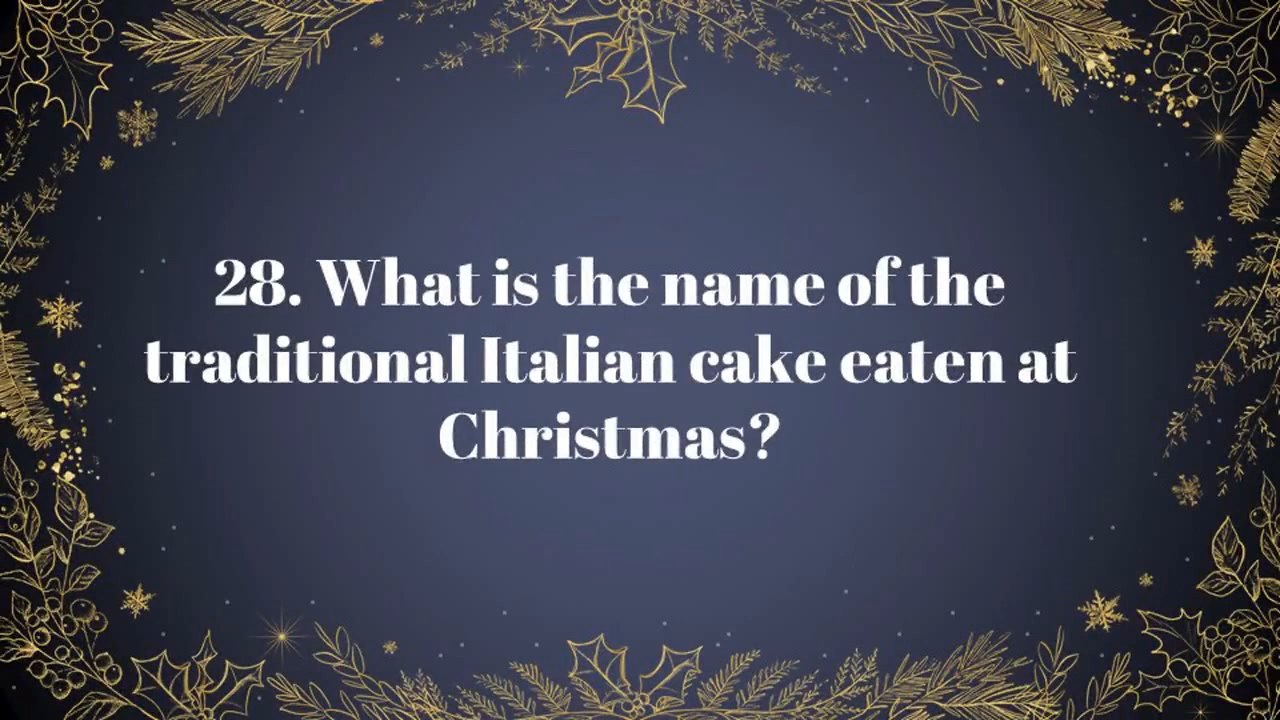 28. What is the name of the
traditional Italian cake eaten at
Christmas?